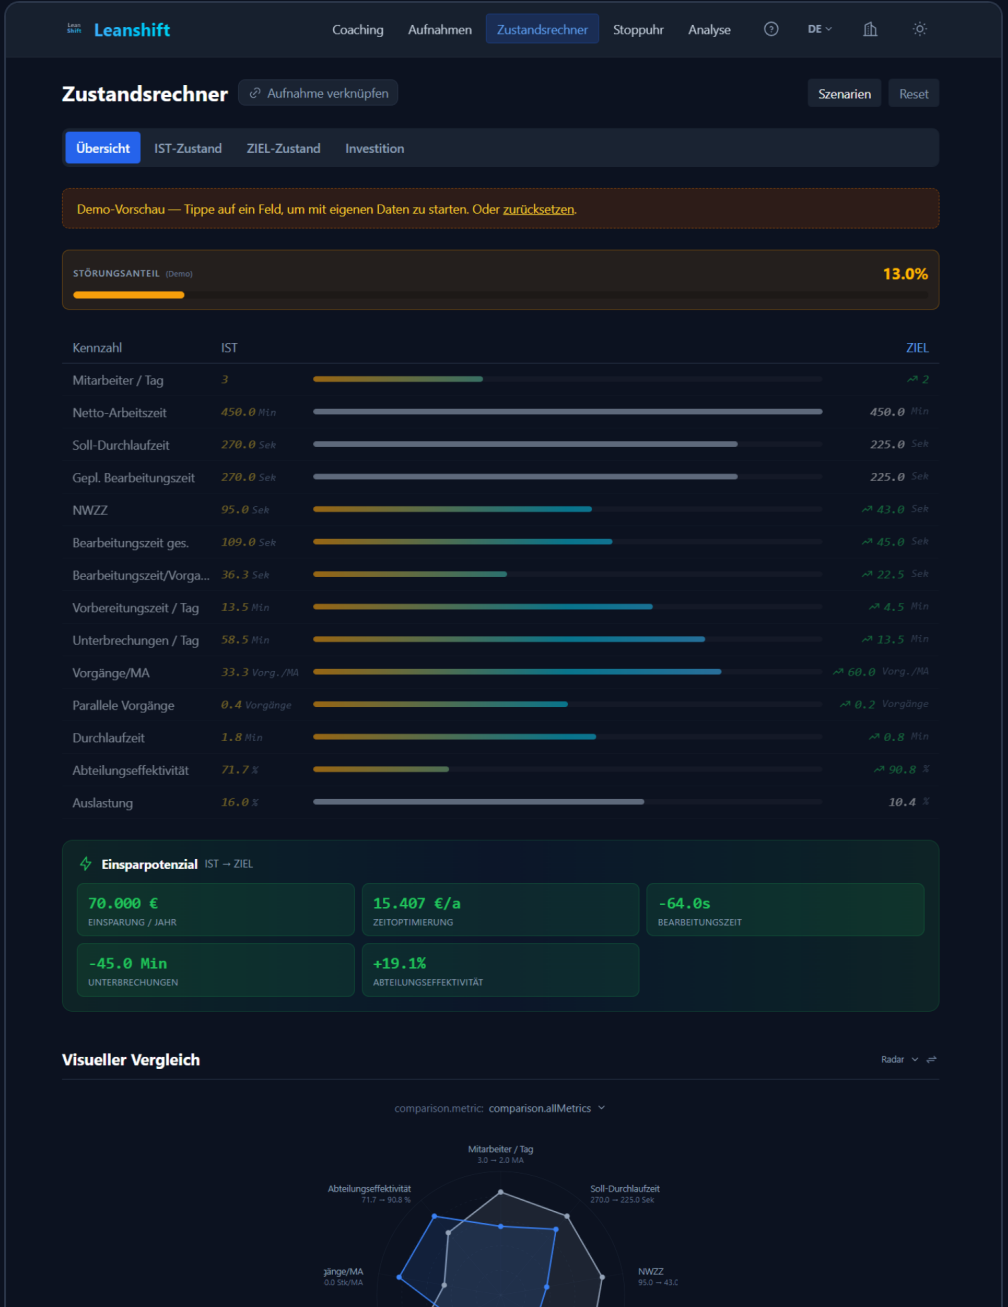 Lean Shift Leanshift Coaching Aufnahmen Zustandsrechner Stoppuhr Analyse ? DE
Zustandsrechner Aufnahme verknüpfen Szenarien Reset
Übersicht IST-Zustand ZIEL-Zustand Investition
Demo-Vorschau — Tippe auf ein Feld, um mit eigenen Daten zu starten. Oder zurücksetzen.
STÖRUNGSANTEIL (Demo) 13.0%
Kennzahl IST ZIEL
Mitarbeiter / Tag 3 2
Netto-Arbeitszeit 450.0 Min 450.0 Min
Soll-Durchlaufzeit 270.0 Sek 225.0 Sek
Gepl. Bearbeitungszeit 270.0 Sek 225.0 Sek
NWZZ 95.0 Sek 43.0 Sek
Bearbeitungszeit ges. 109.0 Sek 45.0 Sek
Bearbeitungszeit/Vorga... 36.3 Sek 22.5 Sek
Vorbereitungszeit / Tag 13.5 Min 4.5 Min
Unterbrechungen / Tag 58.5 Min 13.5 Min
Vorgänge/MA 33.3 Vorg./MA 60.0 Vorg./MA
Parallele Vorgänge 0.4 Vorgänge 0.2 Vorgänge
Durchlaufzeit 1.8 Min 0.8 Min
Abteilungseffektivität 71.7 % 90.8 %
Auslastung 16.0 % 10.4 %
Einsparpotenzial IST → ZIEL
70.000 € 15.407 €/a -64.0s
EINSPARUNG / JAHR ZEITOPTIMIERUNG BEARBEITUNGSZEIT
-45.0 Min +19.1%
UNTERBRECHUNGEN ABTEILUNGSEFFEKTIVITÄT
Visueller Vergleich Radar
comparison.metric: comparison.allMetrics
Mitarbeiter / Tag
3.0 → 2.0 MA
Abteilungseffektivität Soll-Durchlaufzeit
71.7 → 90.8 % 270.0 → 225.0 Sek
gänge/MA NWZZ
0.0 Stk/MA 95.0 → 43.0